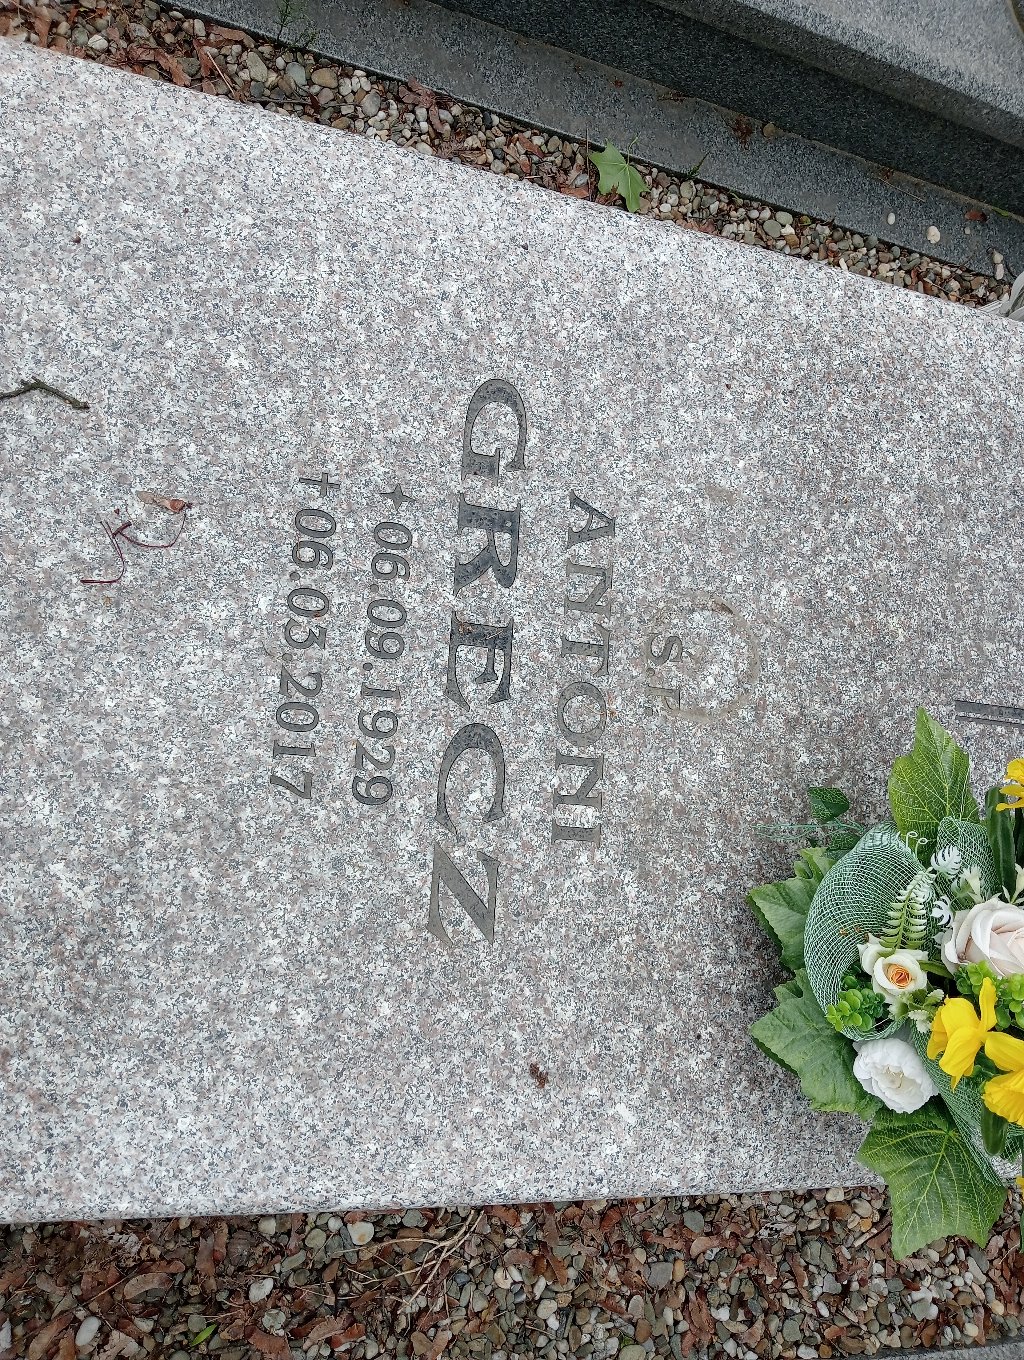 Ś.P.
ANTONI
GRECZ
✦06.09.1929
†06.03.2017